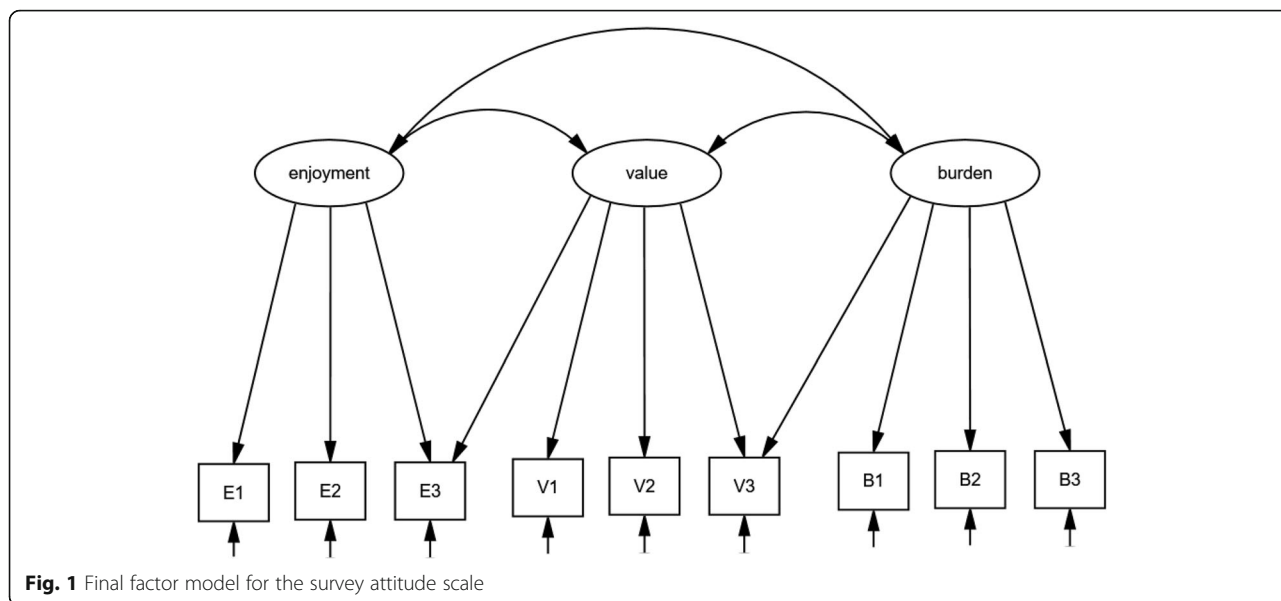 enjoyment value burden
E1 E2 E3 V1 V2 V3 B1 B2 B3
Fig. 1 Final factor model for the survey attitude scale